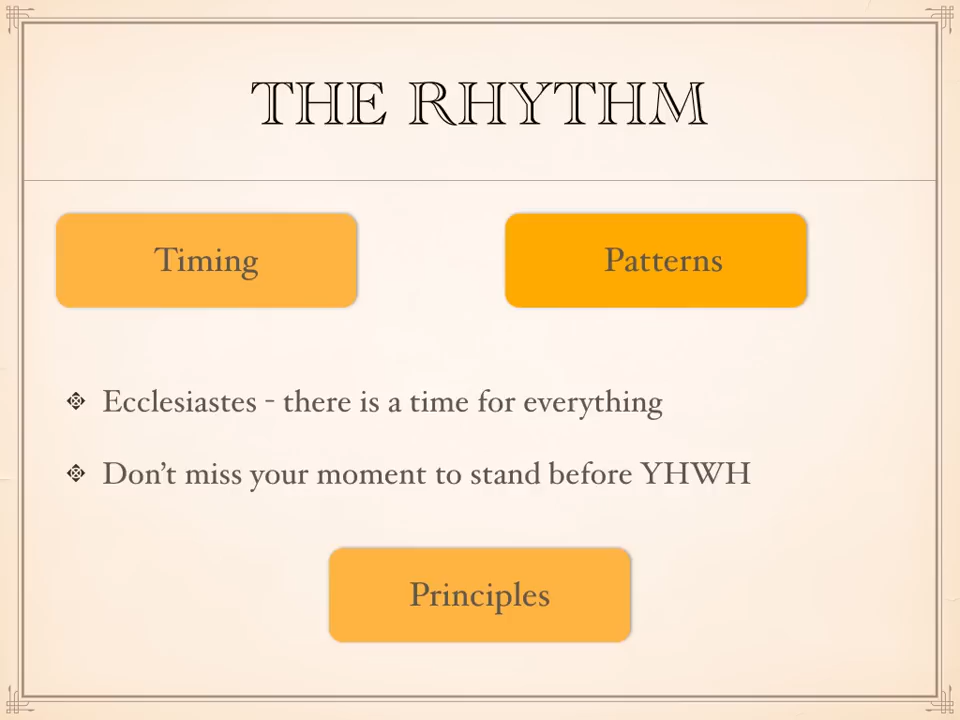 THE RHYTHM
Timing
Patterns
Ecclesiastes - there is a time for everything
Don’t miss your moment to stand before YHWH
Principles